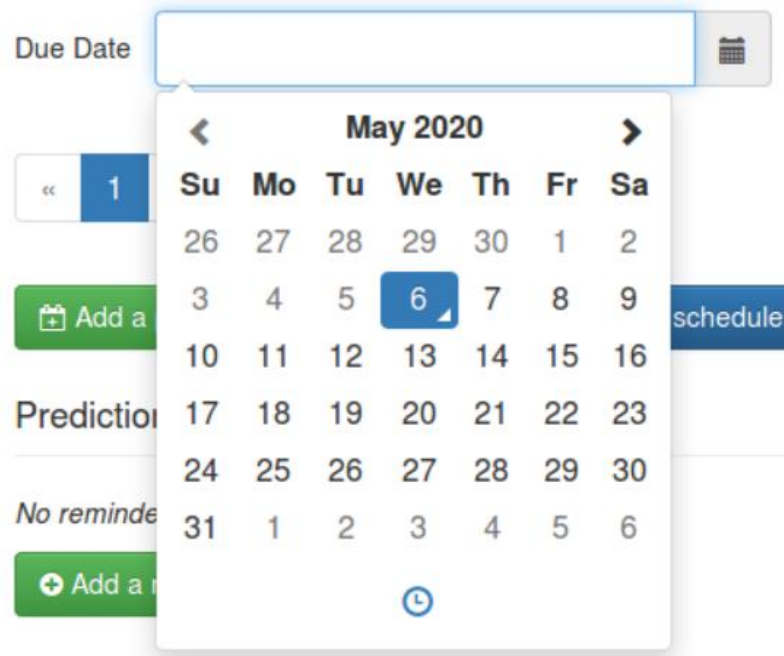 Due Date
May 2020
Su Mo Tu We Th Fr Sa
« 1
26 27 28 29 30 1 2
3 4 5 6 7 8 9
Add a
schedule
10 11 12 13 14 15 16
Prediction
17 18 19 20 21 22 23
24 25 26 27 28 29 30
No reminde
31 1 2 3 4 5 6
Add a